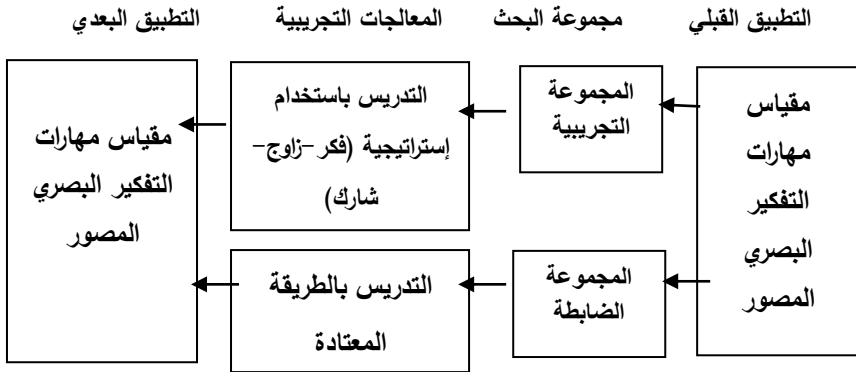 التطبيق القبلي
مجموعة البحث
المعالجات التجريبية
التطبيق البعدي
مقياس
مهارات
التفكير
البصري
المصور
المجموعة
التجريبية
التدريس باستخدام
إستراتيجية (فكر-زاوج-
شارك)
مقياس مهارات
التفكير البصري
المصور
المجموعة
الضابطة
التدريس بالطريقة
المعتادة